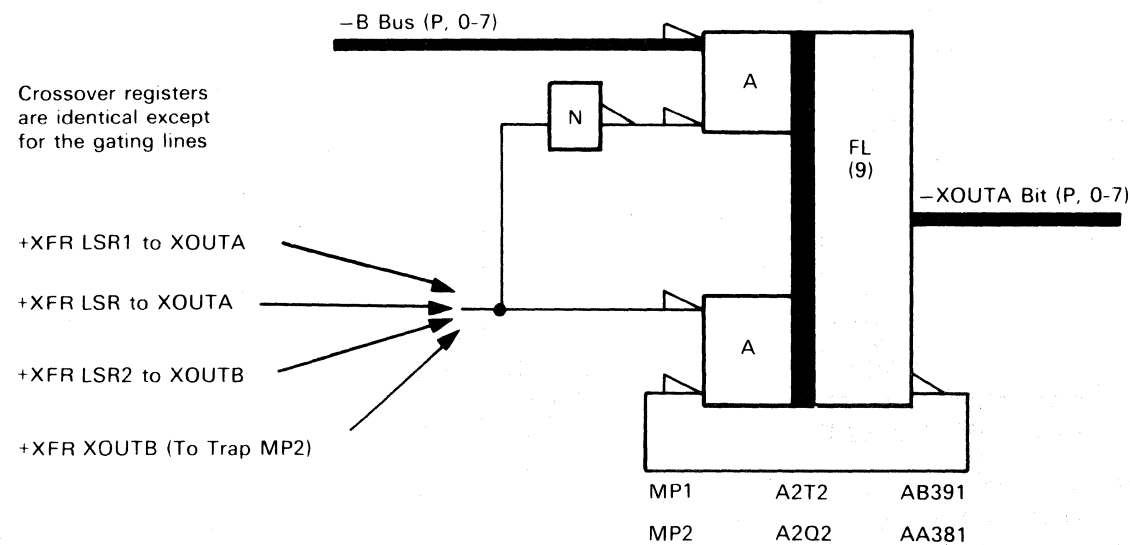 −B Bus (P, 0-7)
Crossover registers
are identical except
for the gating lines
A
N
FL
(9)
−XOUTA Bit (P, 0-7)
+XFR LSR1 to XOUTA
+XFR LSR to XOUTA
A
+XFR LSR2 to XOUTB
+XFR XOUTB (To Trap MP2)
MP1 A2T2 AB391
MP2 A2Q2 AA381